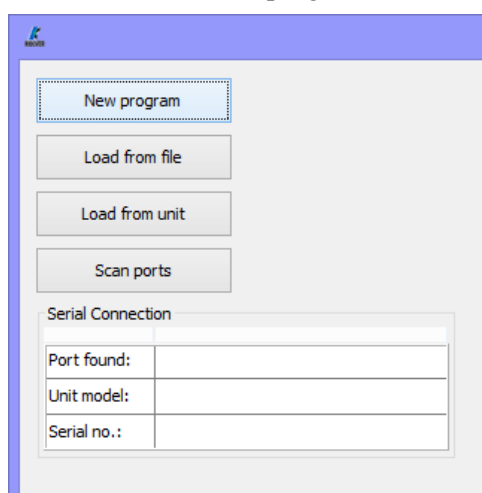 New program
Load from file
Load from unit
Scan ports
Serial Connection
Port found:
Unit model:
Serial no.: